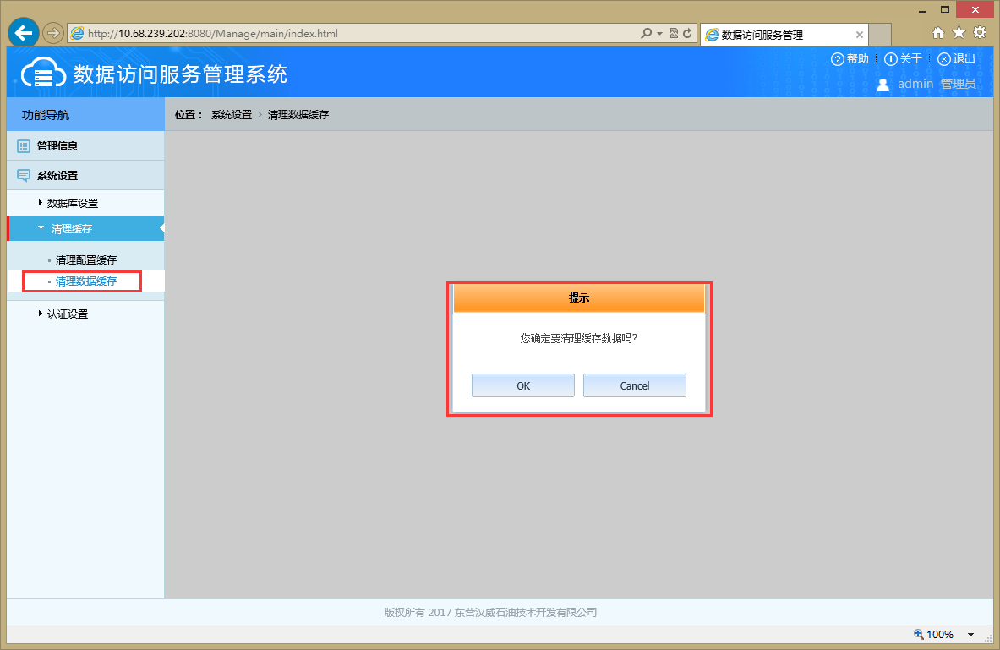 http://10.68.239.202:8080/Manage/main/index.html
数据访问服务管理
数据访问服务管理系统
帮助
关于
退出
admin 管理员
功能导航
位置： 系统设置 › 清理数据缓存
管理信息
系统设置
数据库设置
清理缓存
清理配置缓存
清理数据缓存
认证设置
提示
您确定要清理缓存数据吗?
OK
Cancel
版权所有 2017 东营汉威石油技术开发有限公司
100%